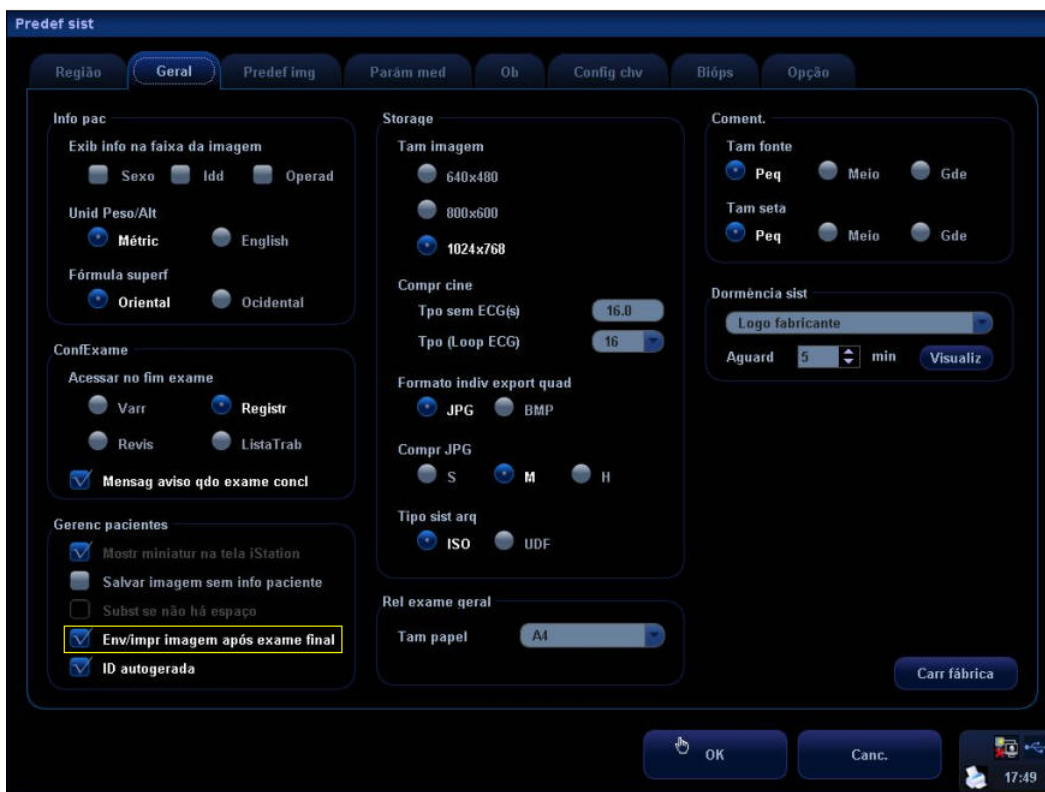 Predef sist
Região Geral Predef img Parâm med Ob Config chv Bióps Opção
Info pac
Exib info na faixa da imagem
Sexo Idd Operad
Unid Peso/Alt
Métric English
Fórmula superf
Oriental Ocidental
ConfExame
Acessar no fim exame
Varr Registr
Revis ListaTrab
Mensag aviso qdo exame concl
Gerenc pacientes
Mostr miniatur na tela iStation
Salvar imagem sem info paciente
Subst se não há espaço
Env/impr imagem após exame final
ID autogerada
Storage
Tam imagem
640x480
800x600
1024x768
Compr cine
Tpo sem ECG(s) 16.0
Tpo (Loop ECG) 16
Formato indiv export quad
JPG BMP
Compr JPG
S M H
Tipo sist arq
ISO UDF
Rel exame geral
Tam papel A4
Coment.
Tam fonte
Peq Meio Gde
Tam seta
Peq Meio Gde
Dormência sist
Logo fabricante
Aguard 5 min Visualiz
Carr fábrica
OK Canc.
17:49